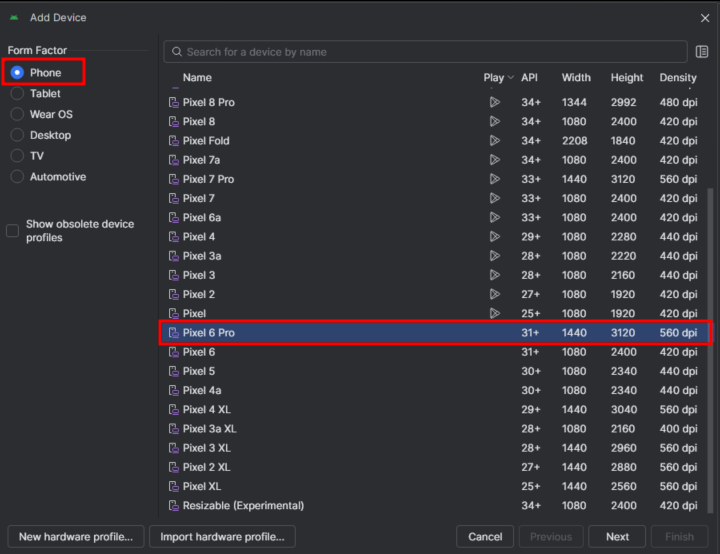 Add Device
Form Factor
Phone
Tablet
Wear OS
Desktop
TV
Automotive
Show obsolete device
profiles
Search for a device by name
Name Play API Width Height Density
Pixel 8 Pro 34+ 1344 2992 480 dpi
Pixel 8 34+ 1080 2400 420 dpi
Pixel Fold 34+ 2208 1840 420 dpi
Pixel 7a 34+ 1080 2400 420 dpi
Pixel 7 Pro 33+ 1440 3120 560 dpi
Pixel 7 33+ 1080 2400 420 dpi
Pixel 6a 33+ 1080 2400 420 dpi
Pixel 4 29+ 1080 2280 440 dpi
Pixel 3a 28+ 1080 2220 440 dpi
Pixel 3 28+ 1080 2160 440 dpi
Pixel 2 27+ 1080 1920 420 dpi
Pixel 25+ 1080 1920 420 dpi
Pixel 6 Pro 31+ 1440 3120 560 dpi
Pixel 6 31+ 1080 2400 420 dpi
Pixel 5 30+ 1080 2340 440 dpi
Pixel 4a 30+ 1080 2340 440 dpi
Pixel 4 XL 29+ 1440 3040 560 dpi
Pixel 3a XL 28+ 1080 2160 400 dpi
Pixel 3 XL 28+ 1440 2960 560 dpi
Pixel 2 XL 27+ 1440 2880 560 dpi
Pixel XL 25+ 1440 2560 560 dpi
Resizable (Experimental) 34+ 1080 2400 420 dpi
New hardware profile... Import hardware profile... Cancel Previous Next Finish